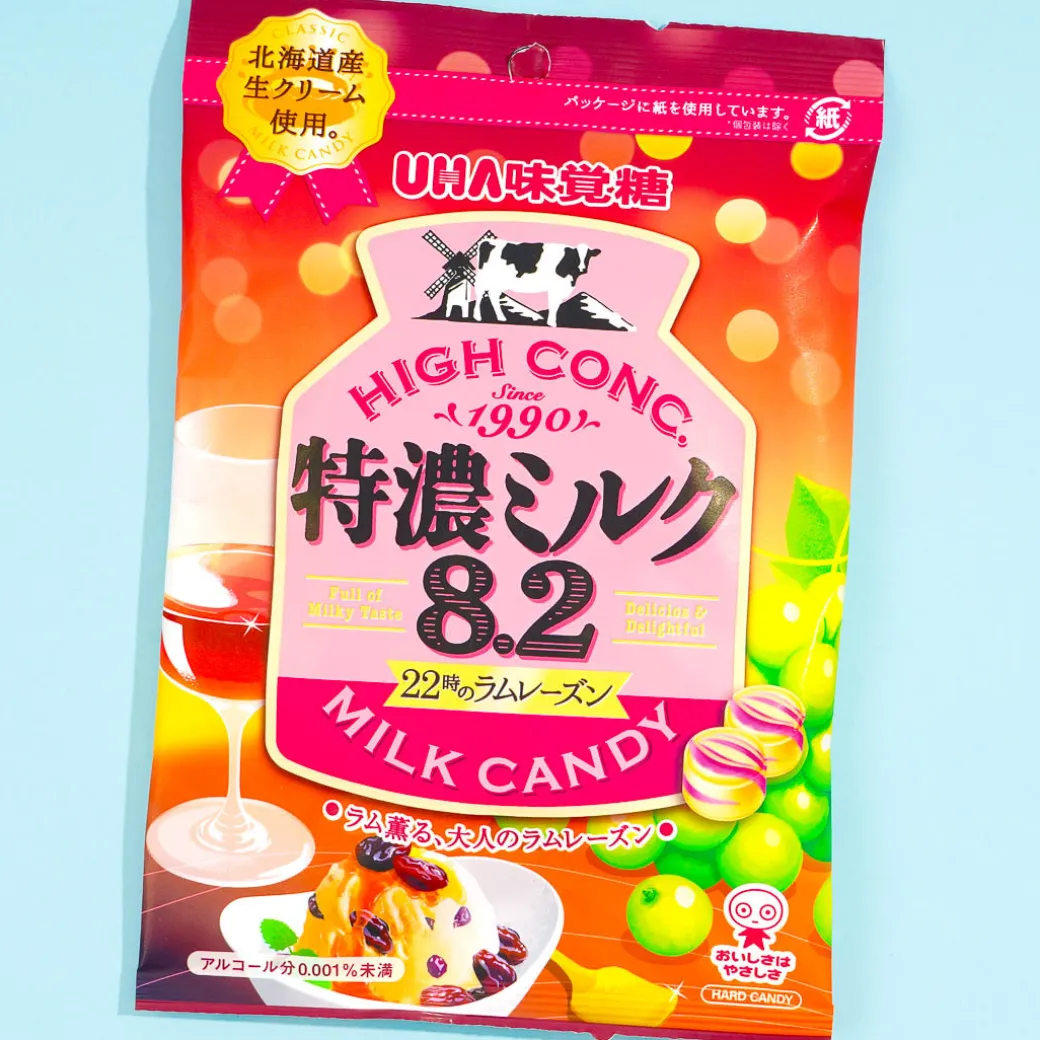 CLASSIC
北海道産
生クリーム
使用。
MILK CANDY
パッケージに紙を使用しています。
*個包装は除く
紙
UHA味覚糖
HIGH CONC.
Since
1990
特濃ミルク
8.2
Full of
Milky Taste
Delicios &
Delightful
22時のラムレーズン
MILK CANDY
ラム薫る、大人のラムレーズン
アルコール分0.001%未満
おいしさは
やさしさ
HARD CANDY